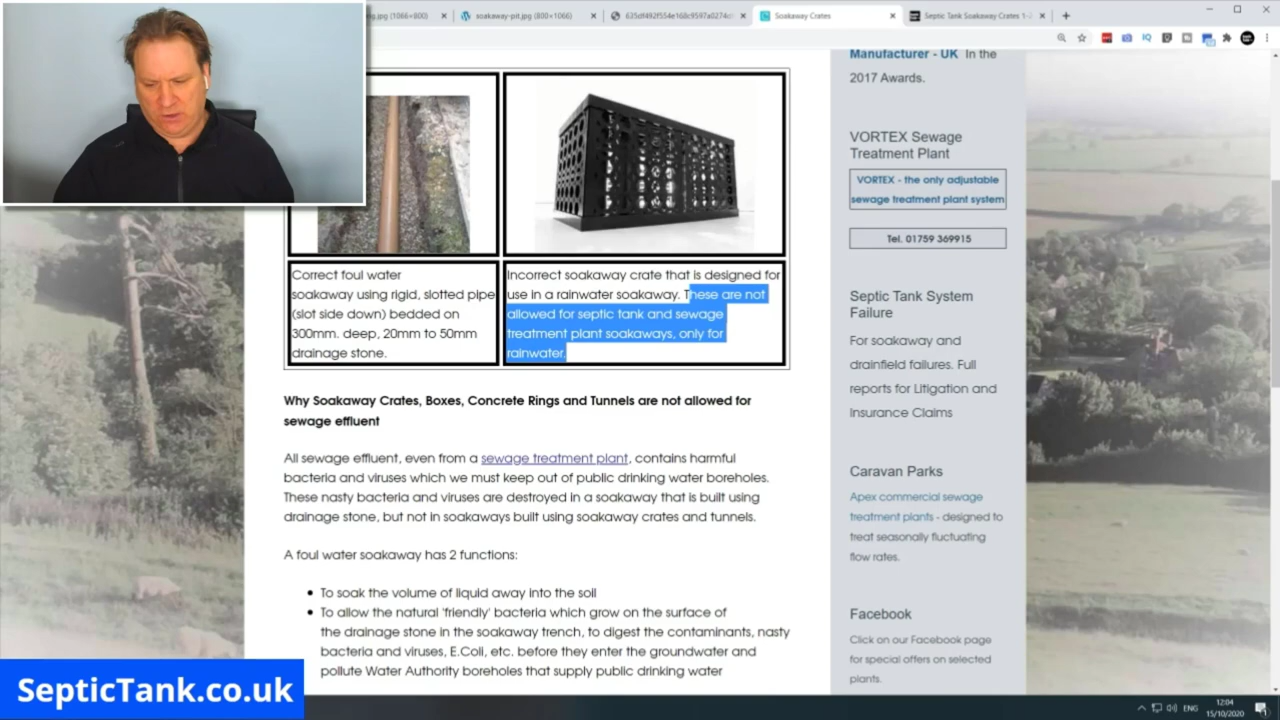 ng.jpg (1066×800)
soakaway-pit.jpg (800×1066)
Soakaway Crates
Septic Tank Soakaway Crates 1-
Manufacturer - UK In the
2017 Awards.
VORTEX Sewage
Treatment Plant
VORTEX - the only adjustable
sewage treatment plant system
Tel. 01759 369915
Septic Tank System
Failure
For soakaway and
drainfield failures. Full
reports for Litigation and
Insurance Claims
Caravan Parks
Apex commercial sewage
treatment plants - designed to
treat seasonally fluctuating
flow rates.
Facebook
Click on our Facebook page
for special offers on selected
plants.
Correct foul water
soakaway using rigid, slotted pipe
(slot side down) bedded on
300mm. deep, 20mm to 50mm
drainage stone.
Incorrect soakaway crate that is designed for
use in a rainwater soakaway. These are not
allowed for septic tank and sewage
treatment plant soakaways, only for
rainwater.
Why Soakaway Crates, Boxes, Concrete Rings and Tunnels are not allowed for
sewage effluent
All sewage effluent, even from a sewage treatment plant, contains harmful
bacteria and viruses which we must keep out of public drinking water boreholes.
These nasty bacteria and viruses are destroyed in a soakaway that is built using
drainage stone, but not in soakaways built using soakaway crates and tunnels.
A foul water soakaway has 2 functions:
To soak the volume of liquid away into the soil
To allow the natural 'friendly' bacteria which grow on the surface of
the drainage stone in the soakaway trench, to digest the contaminants, nasty
bacteria and viruses, E.Coli, etc. before they enter the groundwater and
pollute Water Authority boreholes that supply public drinking water
SepticTank.co.uk
ENG
12:04
15/10/2020